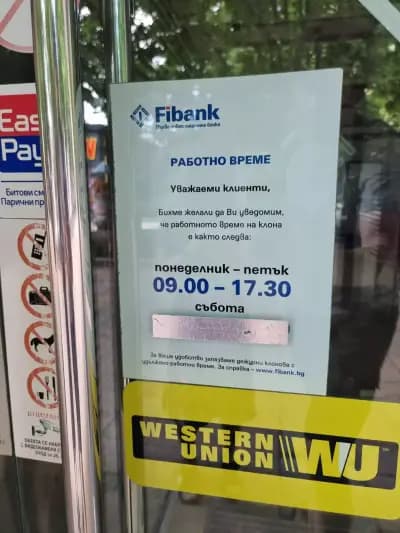 Fibank
Първа инвестиционна банка
РАБОТНО ВРЕМЕ
Уважаеми клиенти,
Бихме желали да Ви уведомим,
че работното време на клона
е както следва:
понеделник – петък
09.00 – 17.30
събота
За Ваше удобство запазваме дежурни клонове с
удължено работно време. За справка – www.fibank.bg
WESTERN
UNION
WU
Eas
Pay
Битови см
Парични пр